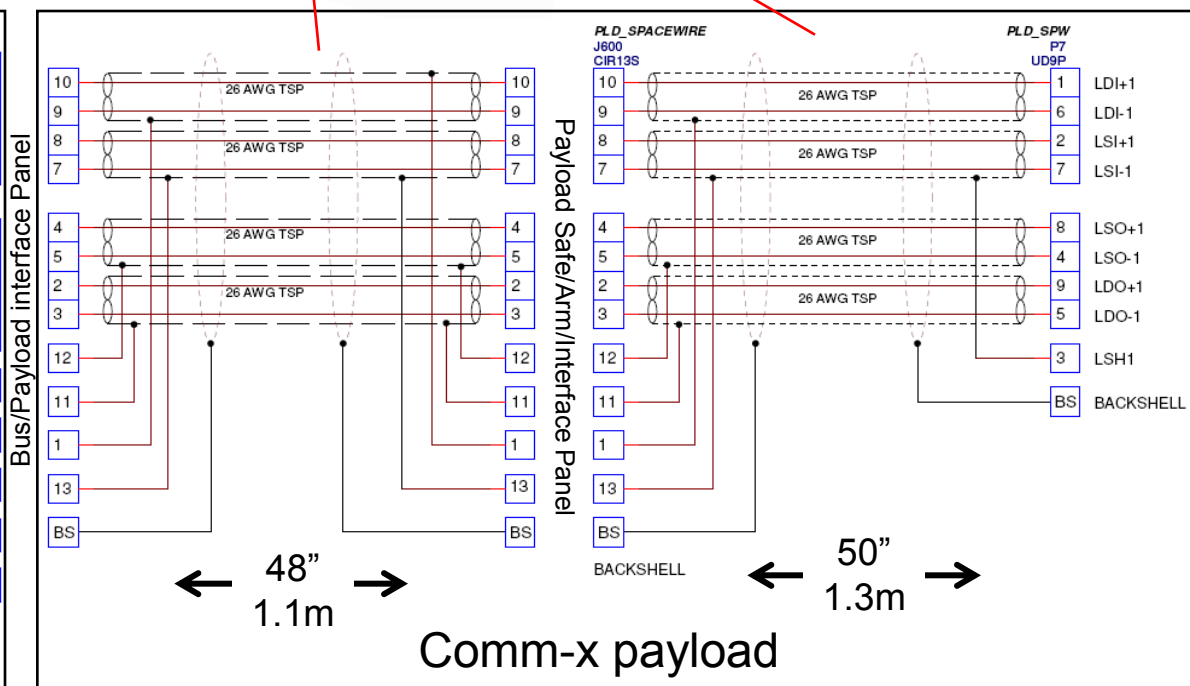 PLD_SPACEWIRE
J600
CIR13S
PLD_SPW
P7
UD9P
Bus/Payload interface Panel
10
26 AWG TSP
10
9
9
8
26 AWG TSP
8
7
7
4
26 AWG TSP
4
5
5
2
26 AWG TSP
2
3
3
12
12
11
11
1
1
13
13
BS
BS
48”
1.1m
Payload Safe/Arm/Interface Panel
10
26 AWG TSP
1 LDI+1
9
6 LDI-1
8
26 AWG TSP
2 LSI+1
7
7 LSI-1
4
26 AWG TSP
8 LSO+1
5
4 LSO-1
2
26 AWG TSP
9 LDO+1
3
5 LDO-1
12
3 LSH1
11
BS BACKSHELL
1
13
BS
BACKSHELL
50”
1.3m
Comm-x payload